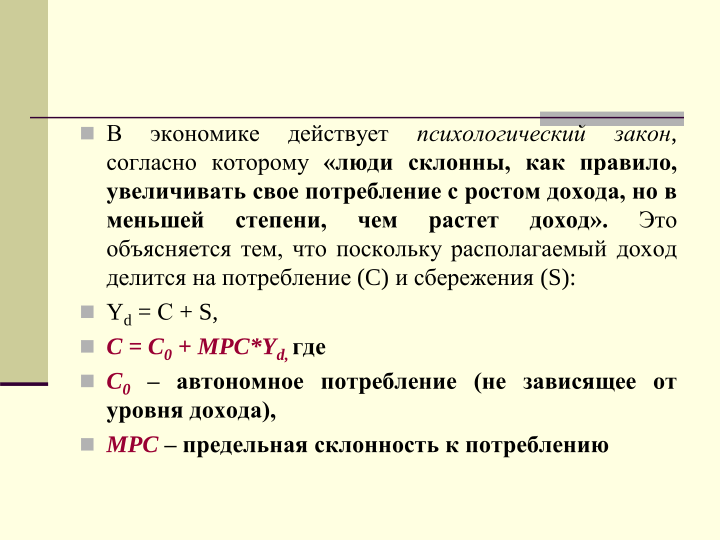 В экономике действует психологический закон,
согласно которому «люди склонны, как правило,
увеличивать свое потребление с ростом дохода, но в
меньшей степени, чем растет доход». Это
объясняется тем, что поскольку располагаемый доход
делится на потребление (С) и сбережения (S):
Yd = C + S,
C = C0 + MPC*Yd, где
C0 – автономное потребление (не зависящее от
уровня дохода),
MPC – предельная склонность к потреблению